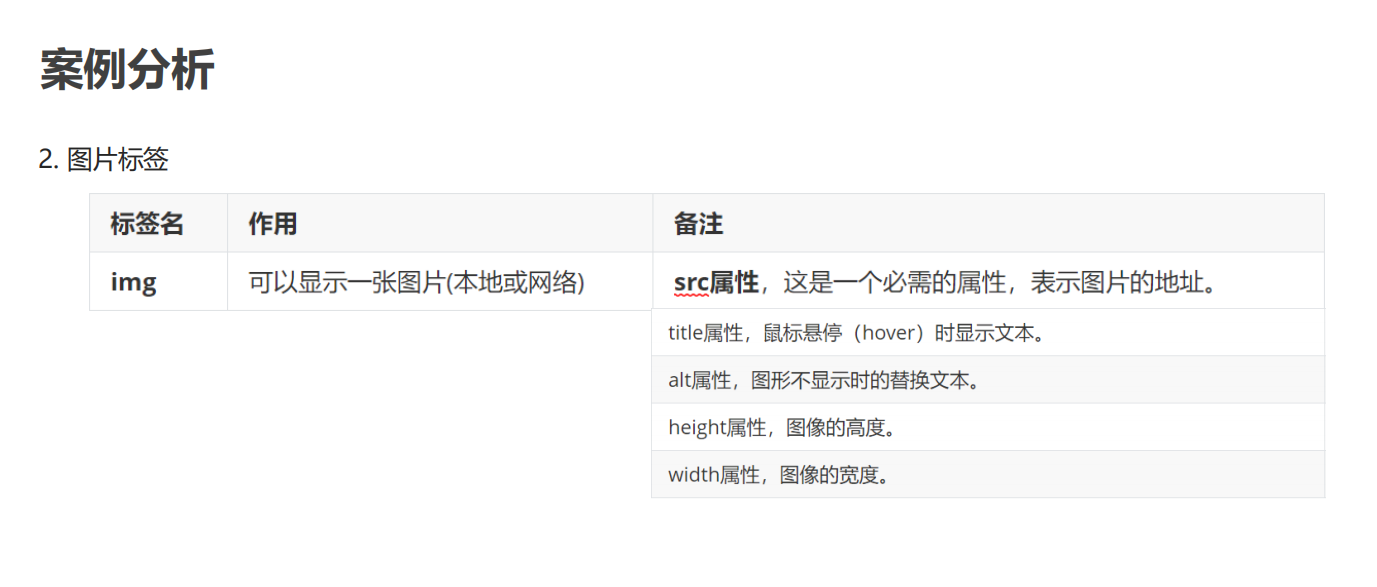 案例分析
2. 图片标签
标签名 作用 备注
img 可以显示一张图片(本地或网络) src属性，这是一个必需的属性，表示图片的地址。
title属性，鼠标悬停（hover）时显示文本。
alt属性，图形不显示时的替换文本。
height属性，图像的高度。
width属性，图像的宽度。